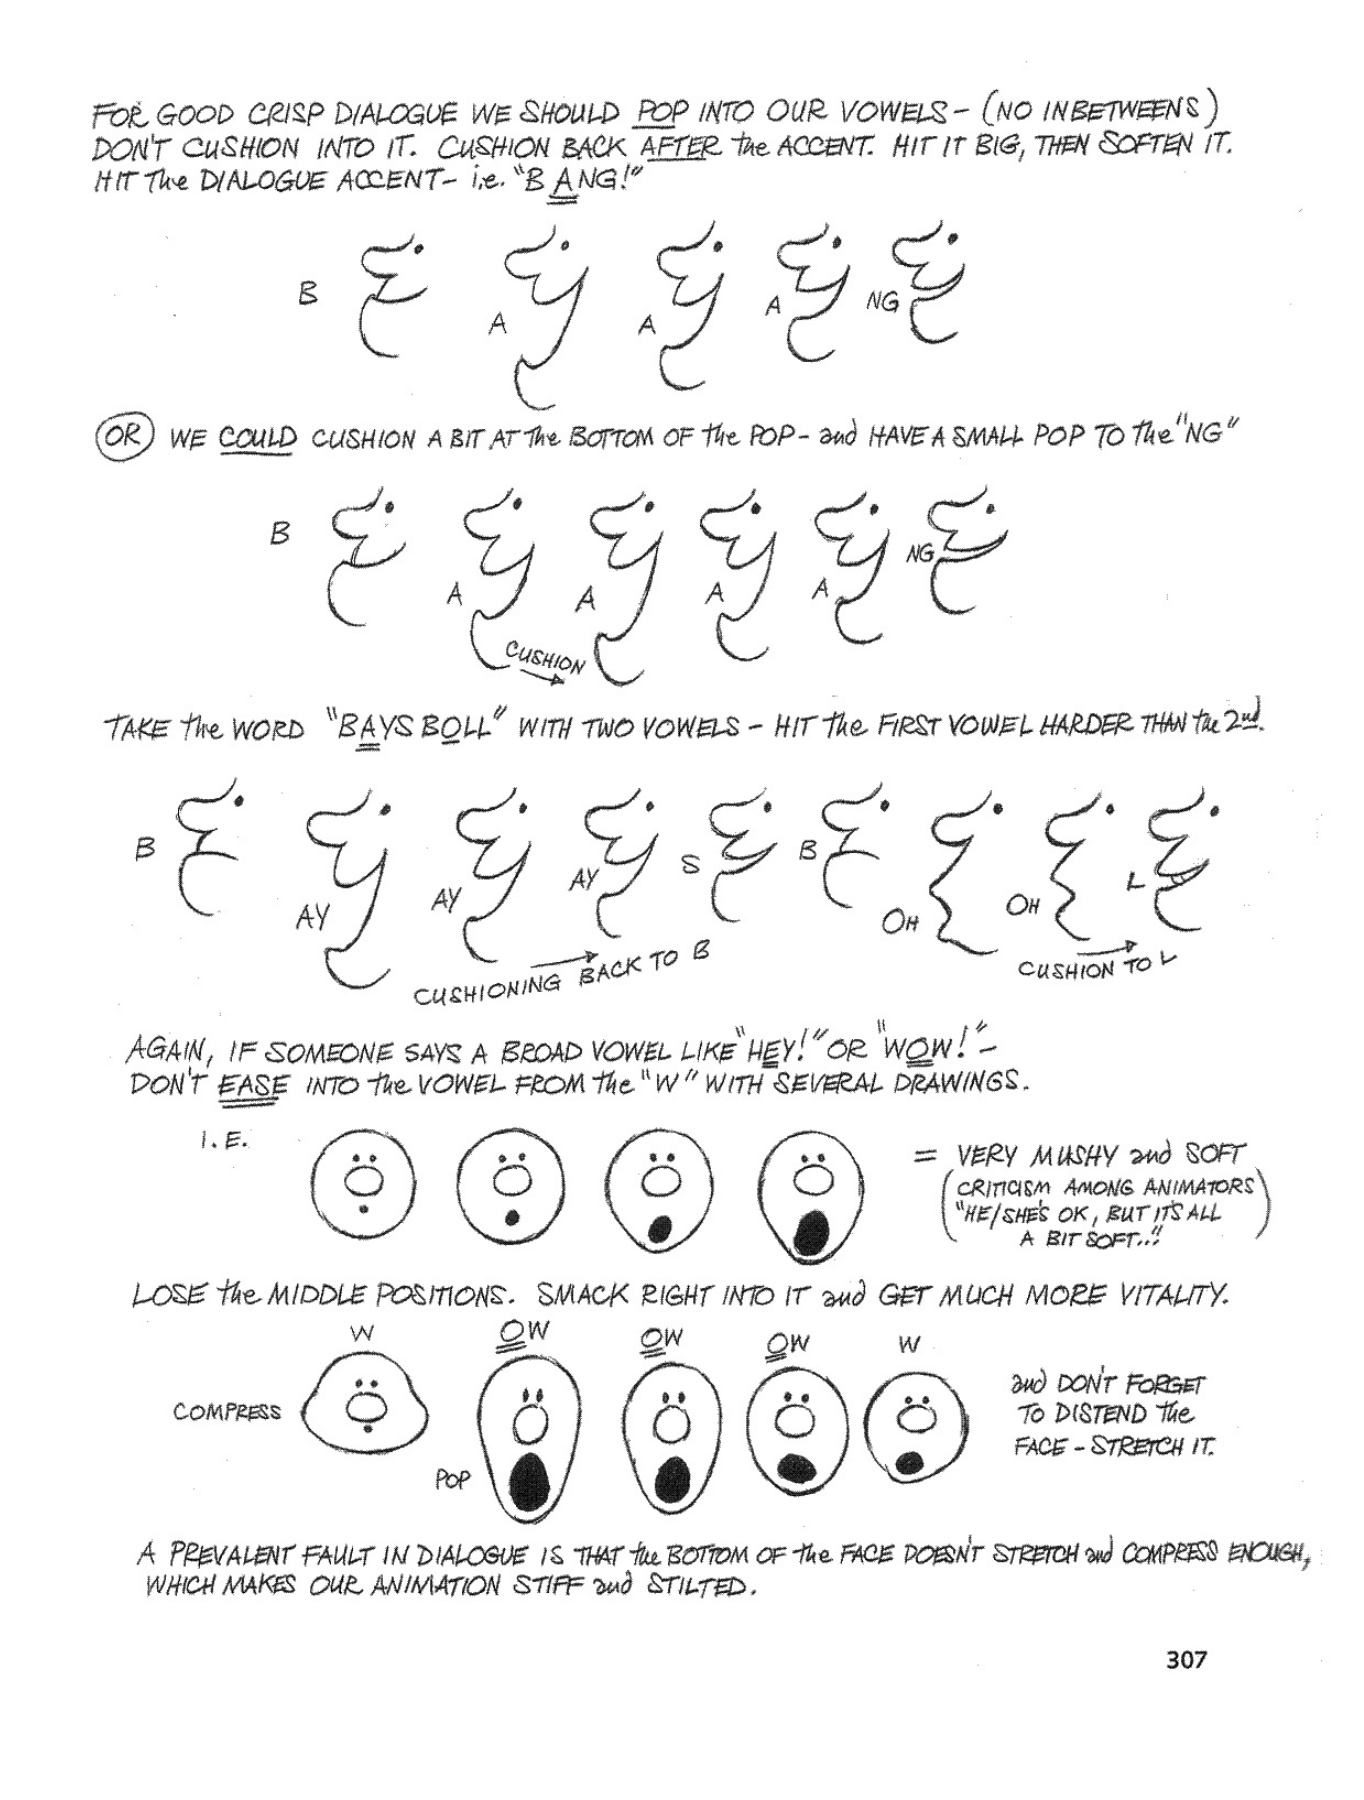 FOR GOOD CRISP DIALOGUE WE SHOULD POP INTO OUR VOWELS – (NO INBETWEENS)
DON'T CUSHION INTO IT. CUSHION BACK AFTER the ACCENT. HIT IT BIG, THEN SOFTEN IT.
HIT The DIALOGUE ACCENT – i.e. "BANG!"
B A A A NG
OR WE COULD CUSHION A BIT AT The BOTTOM OF the POP – and HAVE A SMALL POP TO The "NG"
B A A A A NG
CUSHION
TAKE the WORD "BAYS BOLL" WITH TWO VOWELS – HIT the FIRST VOWEL HARDER THAN the 2nd.
B AY AY AY S B OH OH L
CUSHIONING BACK TO B
CUSHION TO L
AGAIN, IF SOMEONE SAYS A BROAD VOWEL LIKE "HEY!" OR "WOW!" –
DON'T EASE INTO the VOWEL FROM the "W" WITH SEVERAL DRAWINGS.
I.E.
= VERY MUSHY and SOFT
(CRITICISM AMONG ANIMATORS
"HE/SHE'S OK, BUT IT'S ALL
A BIT SOFT..")
LOSE the MIDDLE POSITIONS. SMACK RIGHT INTO IT and GET MUCH MORE VITALITY.
W OW OW OW W
COMPRESS
POP
and DON'T FORGET
TO DISTEND The
FACE – STRETCH IT.
A PREVALENT FAULT IN DIALOGUE IS THAT the BOTTOM OF the FACE DOESN'T STRETCH and COMPRESS ENOUGH,
WHICH MAKES OUR ANIMATION STIFF and STILTED.
307